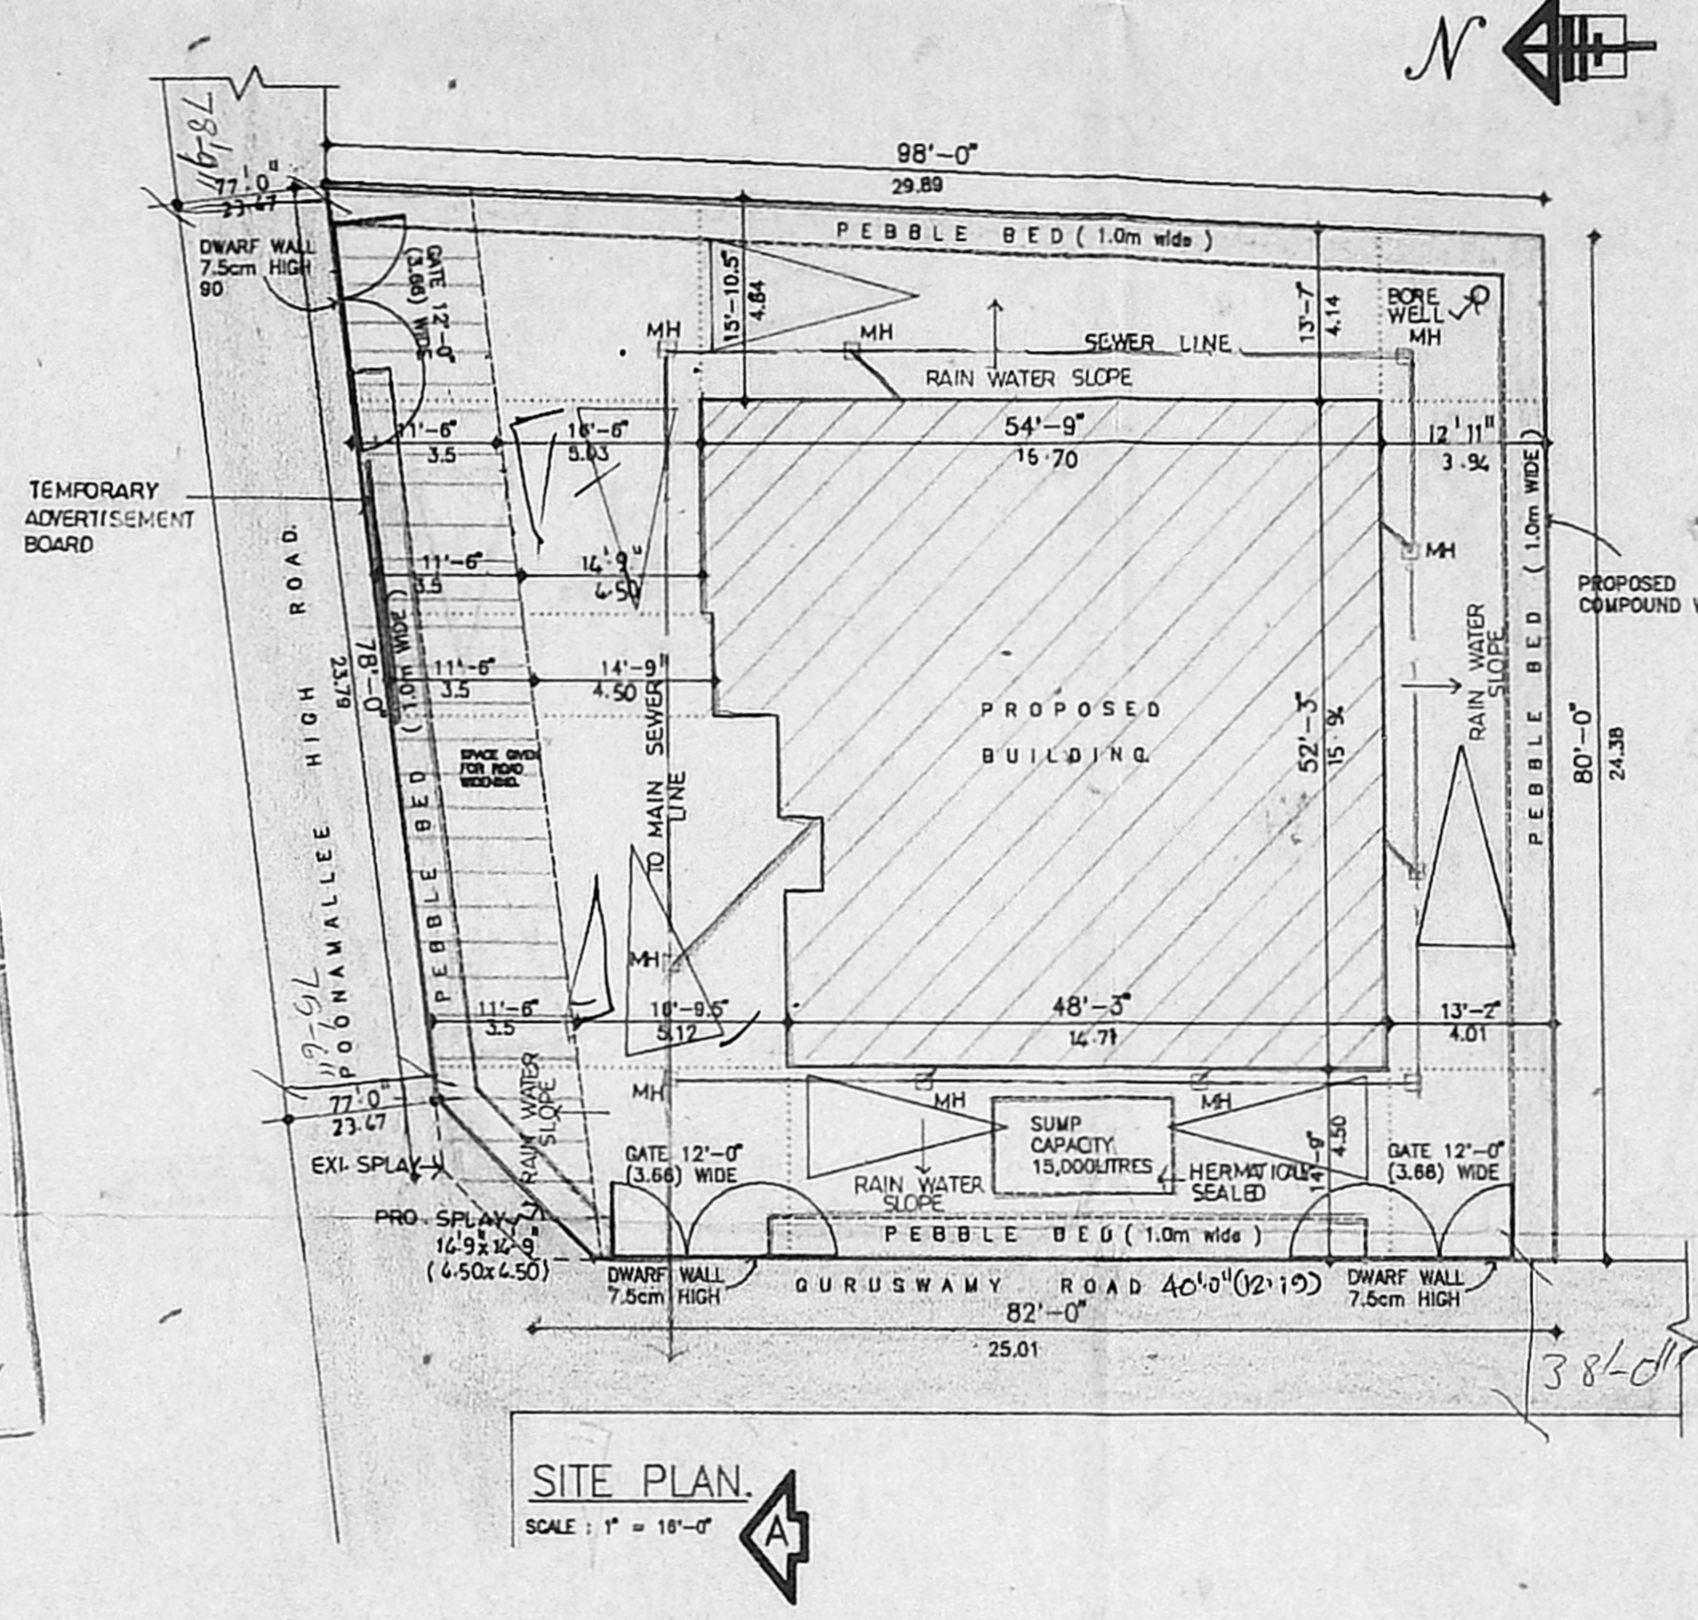 N
78'-9"
77'-0"
23.47
98'-0"
29.89
PEBBLE BED ( 1.0m wide )
DWARF WALL
7.5cm HIGH
90
GATE 12'-0"
(3.66) WIDE
15'-10.5"
4.84
13'-7"
4.14
BORE
WELL
MH
MH
MH
SEWER LINE
RAIN WATER SLOPE
11'-6"
3.5
16'-6"
5.03
54'-9"
16.70
12'11"
3.94
TEMPORARY
ADVERTISEMENT
BOARD
11'-6"
3.5
14'-9"
4.50
MH
PEBBLE BED ( 1.0m WIDE)
PROPOSED
COMPOUND
11'-6"
3.5
14'-9"
4.50
78'-0"
23.79
PEBBLE BED ( 1.0m WIDE )
POONAMALLEE HIGH ROAD.
SPACE GIVEN
FOR ROAD
WIDENING.
TO MAIN SEWER
LINE
PROPOSED
BUILDING.
52'-3"
15.94
RAIN WATER
SLOPE
80'-0"
24.38
MH
11'-6"
3.5
16'-9.5"
5.12
48'-3"
14.71
13'-2"
4.01
75'-6"
77'-0"
23.47
RAIN WATER
SLOPE
MH
MH
MH
SUMP
CAPACITY.
15,000LITRES
14'-9"
4.50
EXI. SPLAY
GATE 12'-0"
(3.66) WIDE
GATE 12'-0"
(3.66) WIDE
RAIN WATER
SLOPE
HERMATICALLY
SEALED
PRO. SPLAY
14'9"x14'-9"
(4.50x4.50)
PEBBLE BED ( 1.0m wide )
DWARF WALL
7.5cm HIGH
GURUSWAMY ROAD 40'0"(12.19)
DWARF WALL
7.5cm HIGH
82'-0"
25.01
38'-0"
SITE PLAN.
SCALE : 1" = 16'-0"
A